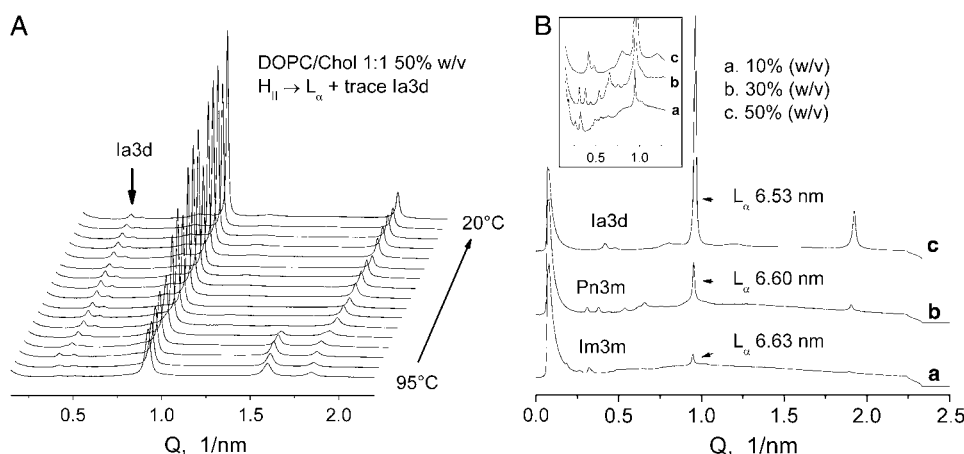 A
DOPC/Chol 1:1 50% w/v
H_II → L_α + trace Ia3d
Ia3d
20°C
95°C
0.5 1.0 1.5 2.0
Q, 1/nm
B
c
b
a
0.5 1.0
a. 10% (w/v)
b. 30% (w/v)
c. 50% (w/v)
L_α 6.53 nm
Ia3d
c
Pn3m
L_α 6.60 nm
b
Im3m
L_α 6.63 nm
a
0.0 0.5 1.0 1.5 2.0 2.5
Q, 1/nm